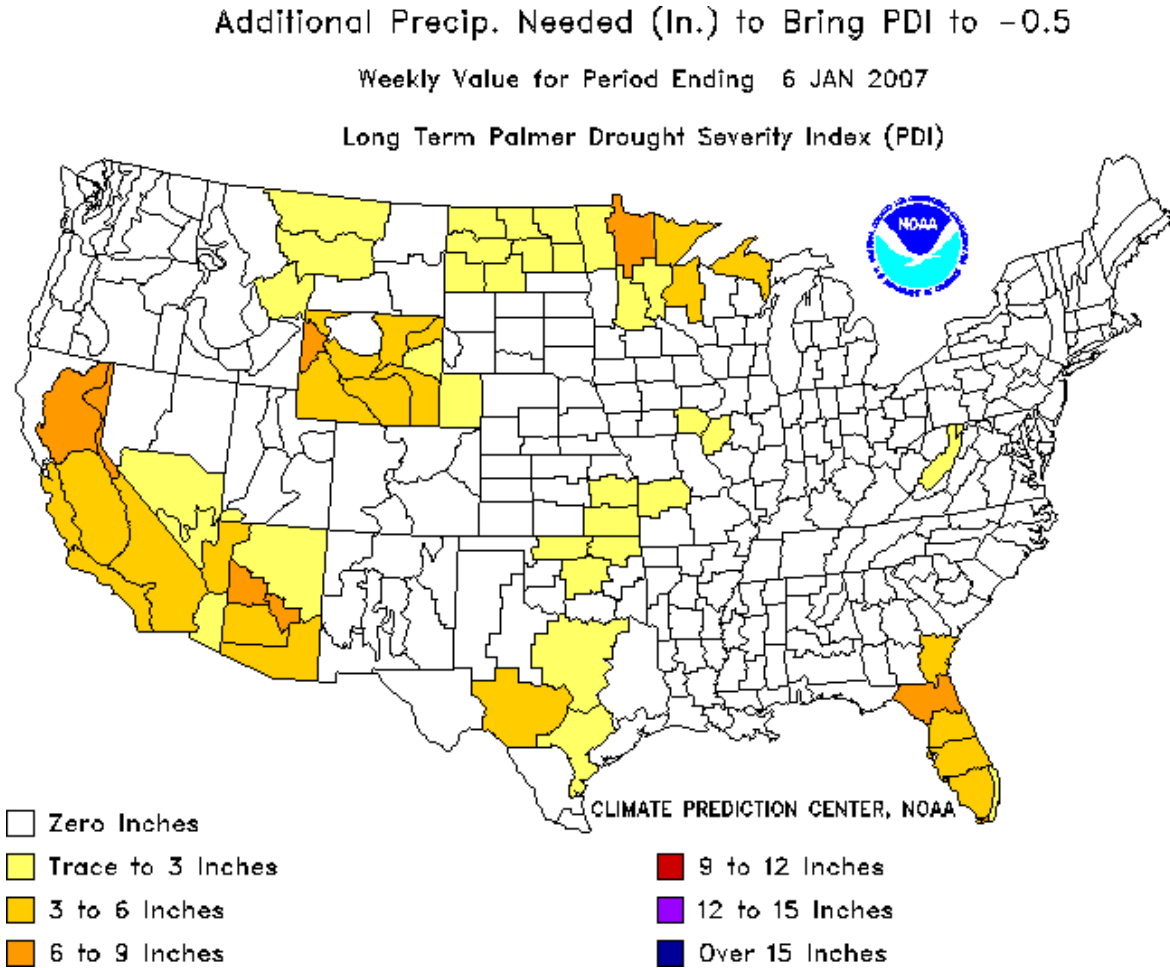 Additional Precip. Needed (In.) to Bring PDI to -0.5
Weekly Value for Period Ending 6 JAN 2007
Long Term Palmer Drought Severity Index (PDI)
NOAA
CLIMATE PREDICTION CENTER, NOAA
Zero Inches
Trace to 3 Inches
3 to 6 Inches
6 to 9 Inches
9 to 12 Inches
12 to 15 Inches
Over 15 Inches